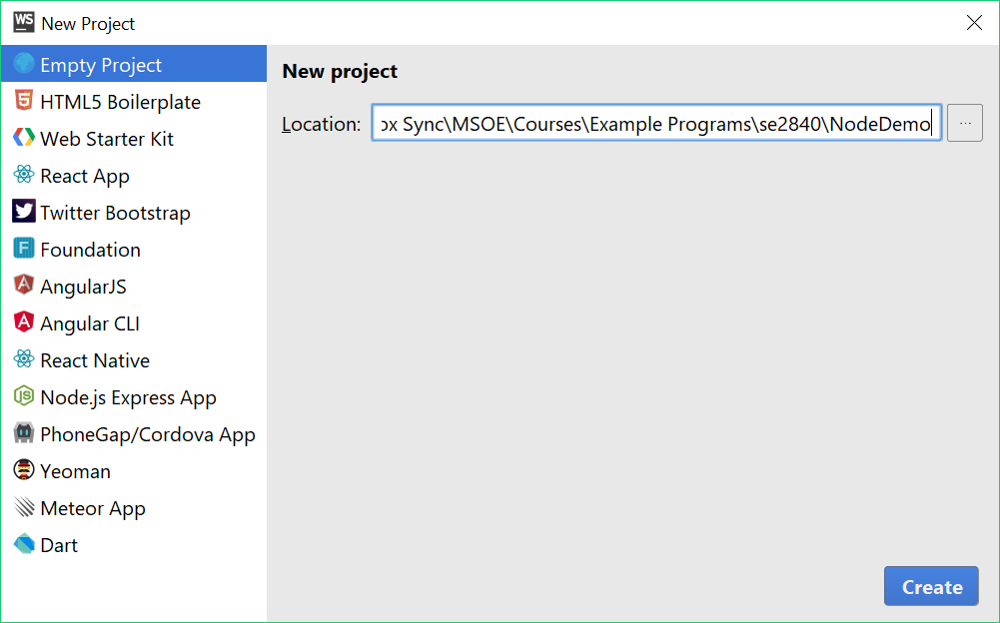 WS New Project
Empty Project
HTML5 Boilerplate
Web Starter Kit
React App
Twitter Bootstrap
Foundation
AngularJS
Angular CLI
React Native
Node.js Express App
PhoneGap/Cordova App
Yeoman
Meteor App
Dart
New project
Location: ox Sync\MSOE\Courses\Example Programs\se2840\NodeDemo ...
Create